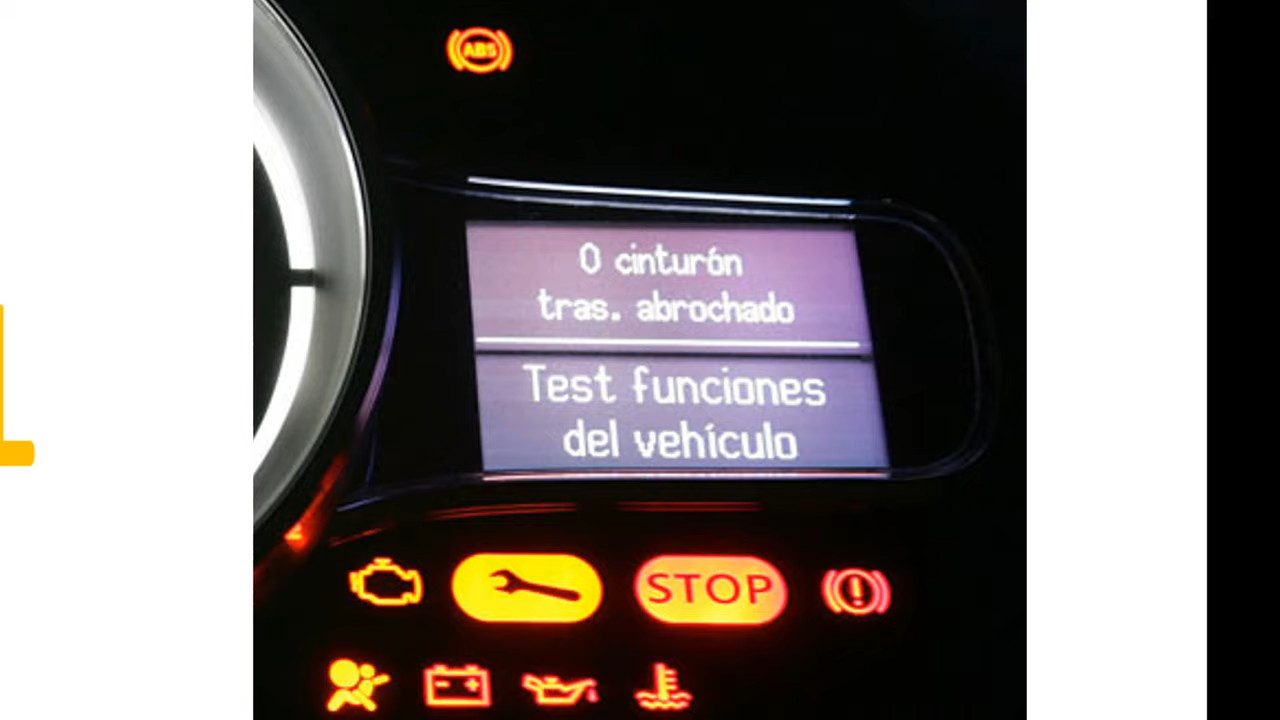 ABS
0 cinturón
tras. abrochado
Test funciones
del vehículo
STOP